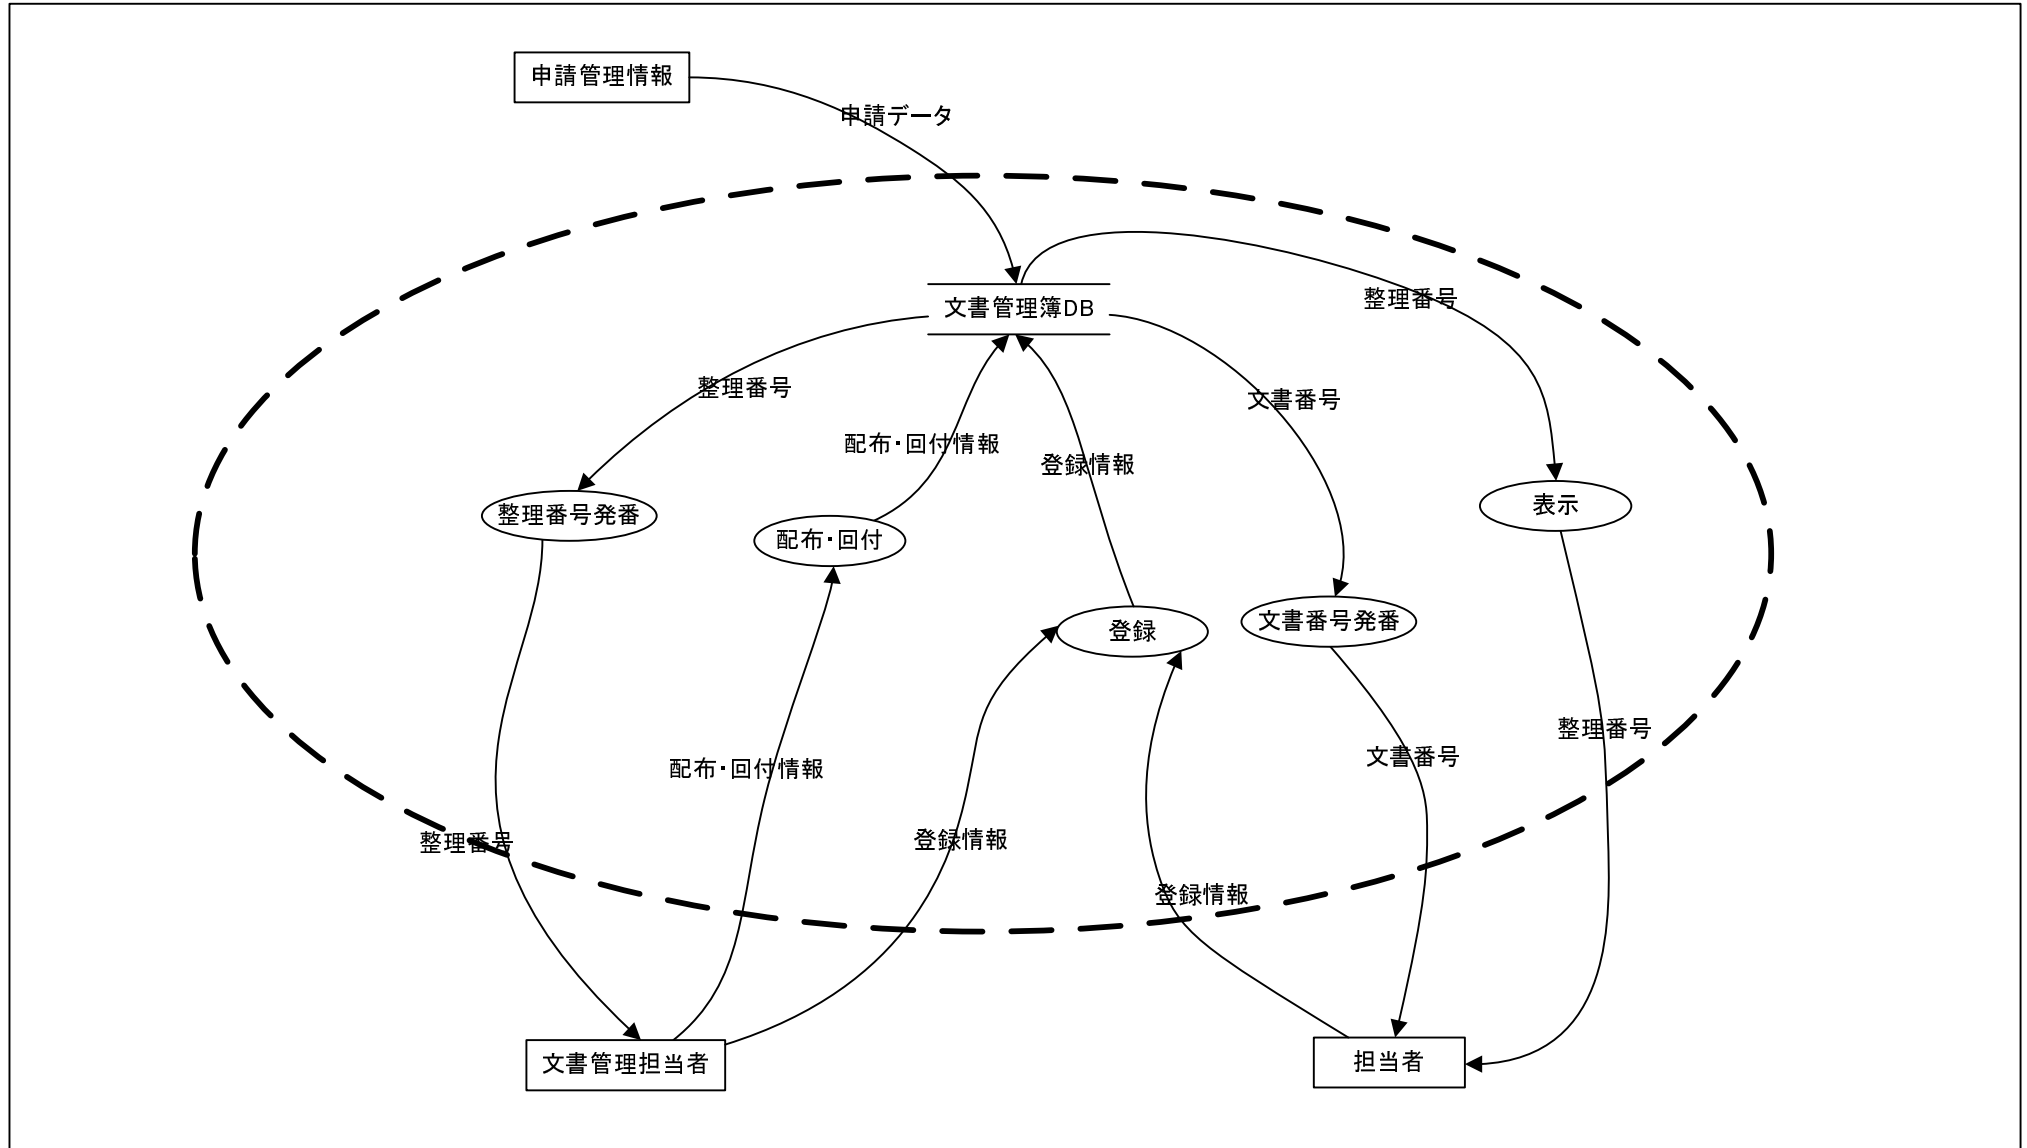 申請管理情報
申請データ
文書管理簿DB
整理番号
整理番号
文書番号
配布・回付情報
登録情報
整理番号発番
配布・回付
表示
登録
文書番号発番
整理番号
文書番号
配布・回付情報
整理番号
登録情報
登録情報
文書管理担当者
担当者